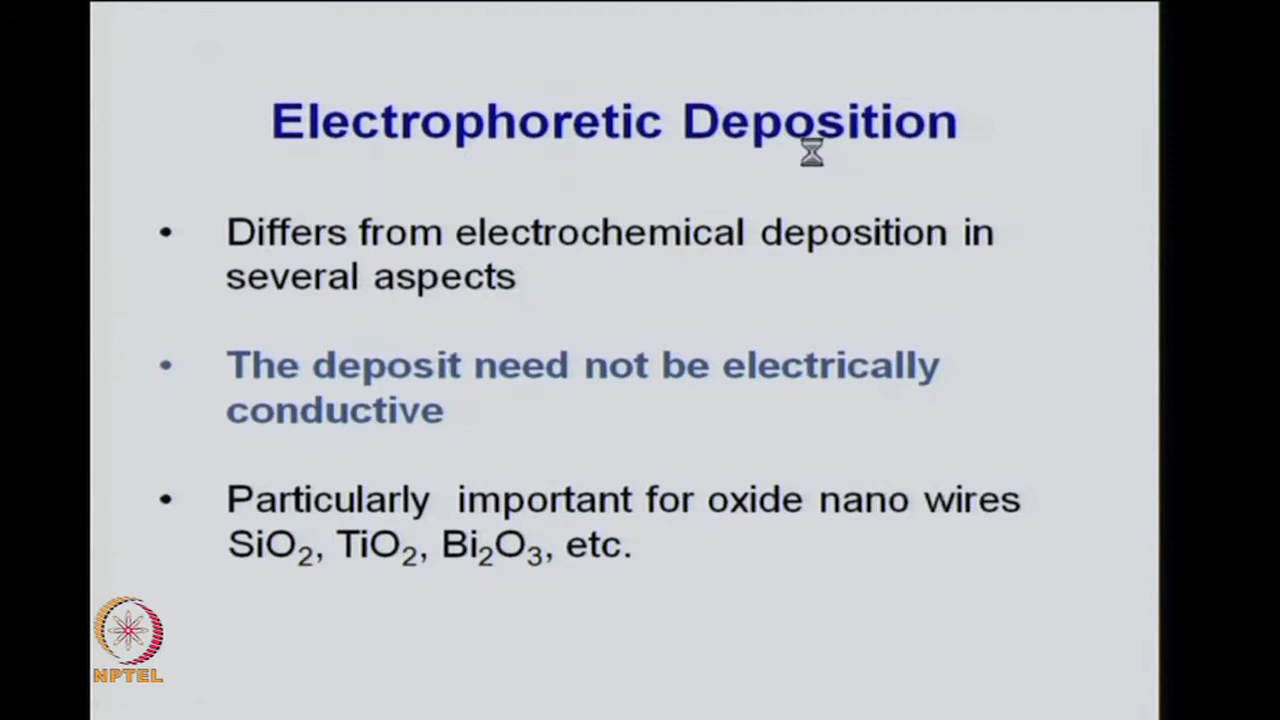 Electrophoretic Deposition
• Differs from electrochemical deposition in
several aspects
• The deposit need not be electrically
conductive
• Particularly important for oxide nano wires
SiO₂, TiO₂, Bi₂O₃, etc.
NPTEL